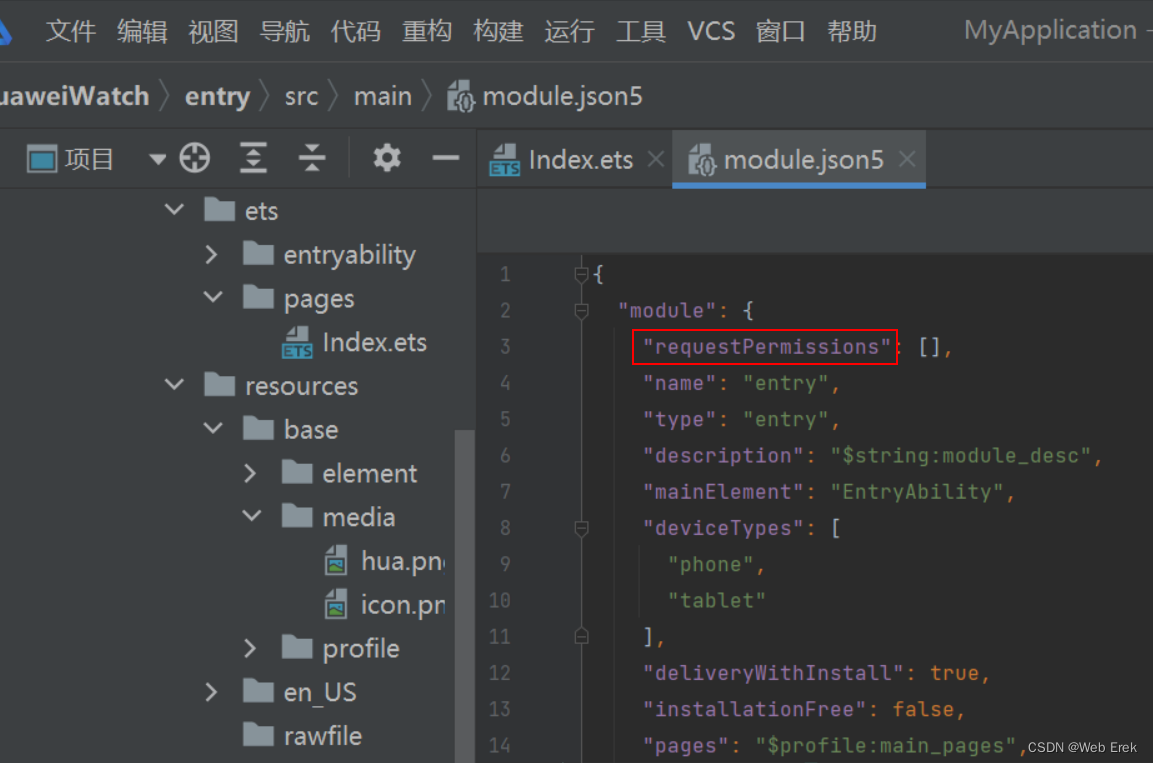 文件 编辑 视图 导航 代码 重构 构建 运行 工具 VCS 窗口 帮助 MyApplication -
uaweiWatch entry src main module.json5
项目
Index.ets module.json5
ets
entryability
pages
Index.ets
resources
base
element
media
hua.pn
icon.pn
profile
en_US
rawfile
1 {
2 "module": {
3 "requestPermissions": [],
4 "name": "entry",
5 "type": "entry",
6 "description": "$string:module_desc",
7 "mainElement": "EntryAbility",
8 "deviceTypes": [
9 "phone",
10 "tablet"
11 ],
12 "deliveryWithInstall": true,
13 "installationFree": false,
14 "pages": "$profile:main_pages",
CSDN @Web Erek